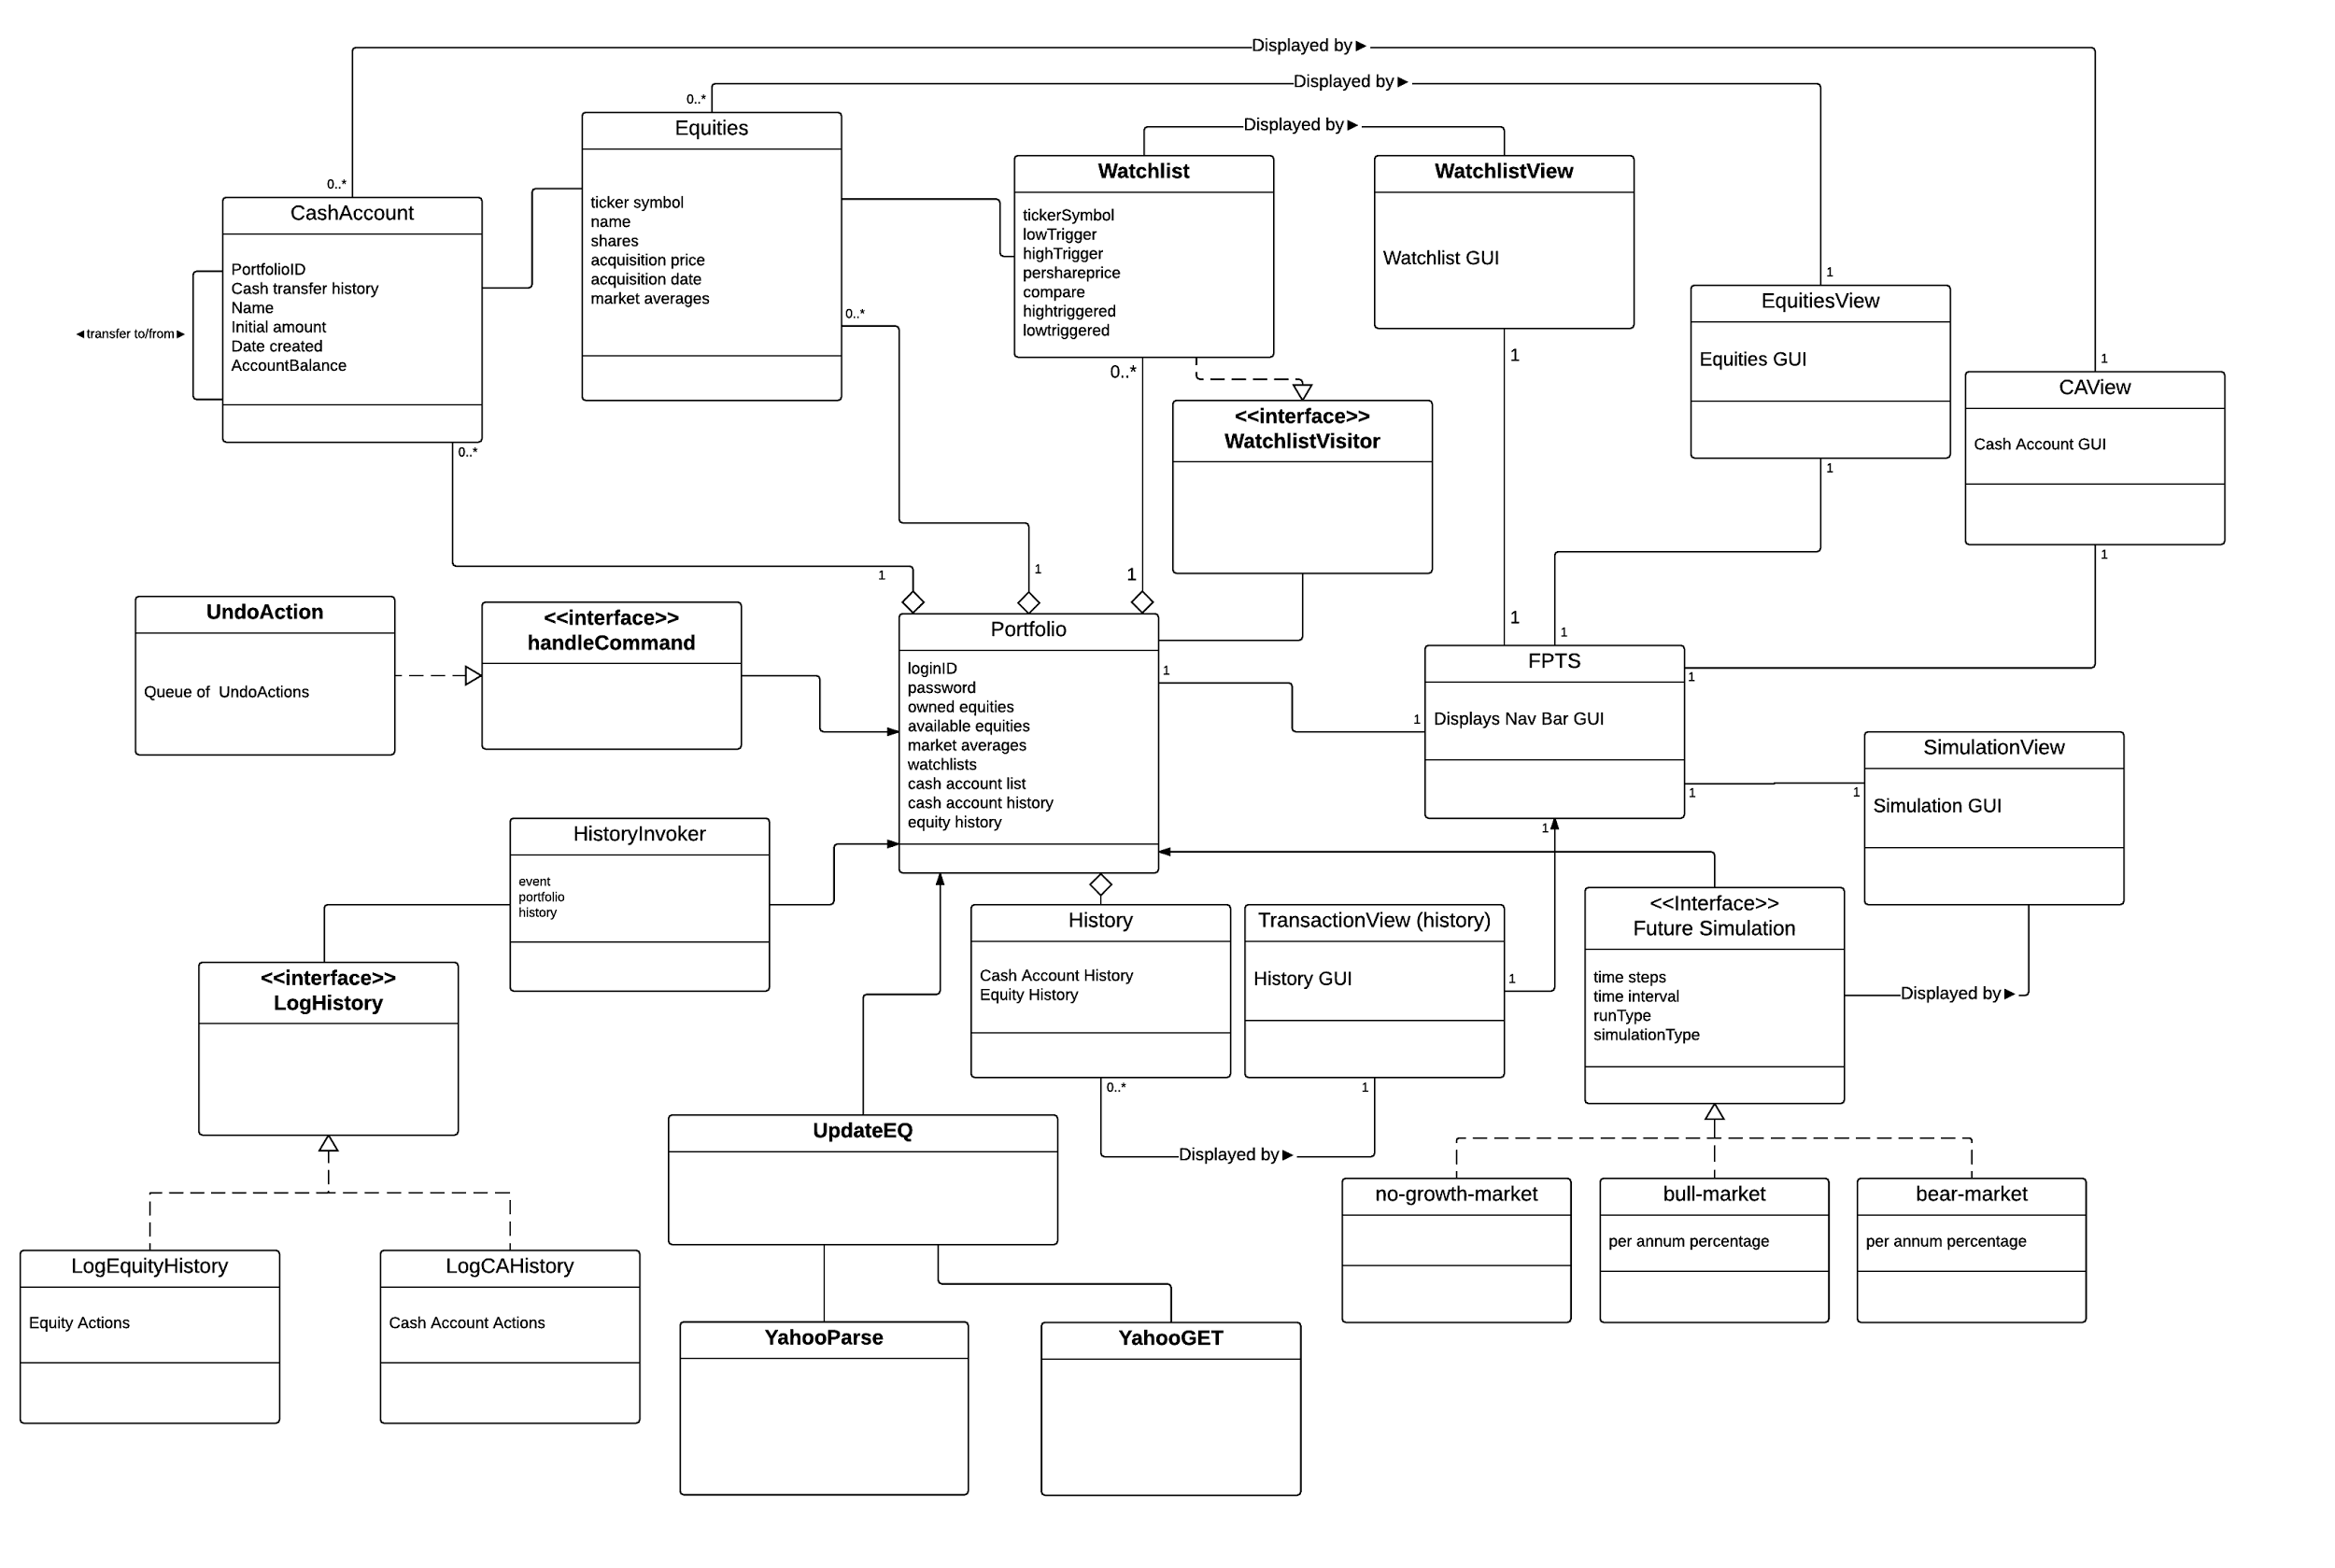 Displayed by►
Displayed by►
0..*
Equities
ticker symbol
name
shares
acquisition price
acquisition date
market averages
0..*
Displayed by►
Watchlist
tickerSymbol
lowTrigger
highTrigger
pershareprice
compare
hightriggered
lowtriggered
0..*
1
WatchlistView
Watchlist GUI
1
1
0..*
CashAccount
PortfolioID
Cash transfer history
Name
Initial amount
Date created
AccountBalance
◄transfer to/from►
0..*
1
1
1
EquitiesView
Equities GUI
1
1
1
CAView
Cash Account GUI
1
<<interface>>
WatchlistVisitor
UndoAction
Queue of  UndoActions
<<interface>>
handleCommand
Portfolio
loginID
password
owned equities
available equities
market averages
watchlists
cash account list
cash account history
equity history
1
1
FPTS
Displays Nav Bar GUI
1
1
1
1
SimulationView
Simulation GUI
HistoryInvoker
event
portfolio
history
<<interface>>
LogHistory
History
Cash Account History
Equity History
0..*
TransactionView (history)
History GUI
1
1
Displayed by►
<<Interface>>
Future Simulation
time steps
time interval
runType
simulationType
Displayed by►
UpdateEQ
no-growth-market
bull-market
per annum percentage
bear-market
per annum percentage
LogEquityHistory
Equity Actions
LogCAHistory
Cash Account Actions
YahooParse
YahooGET